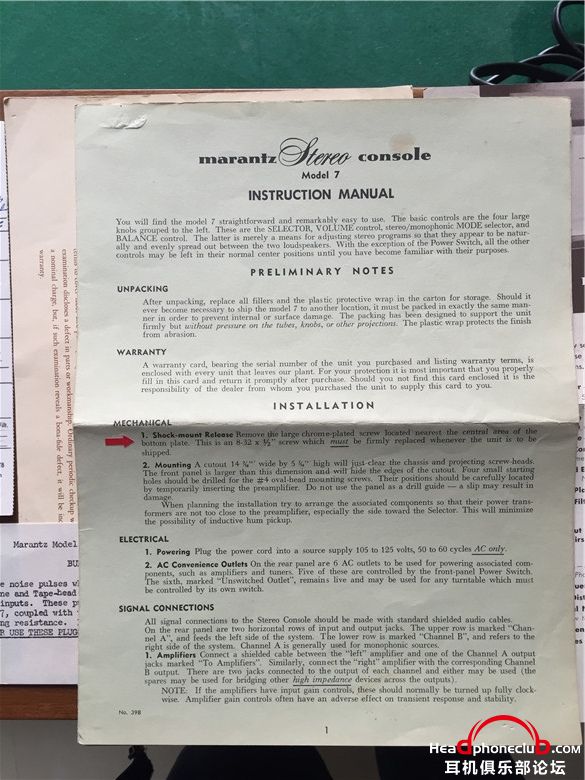 marantz Stereo console
Model 7
INSTRUCTION MANUAL
You will find the model 7 straightforward and remarkably easy to use. The basic controls are the four large
knobs grouped to the left. These are the SELECTOR, VOLUME control, stereo/monophonic MODE selector, and
BALANCE control. The latter is merely a means for adjusting stereo programs so that they appear to be natur-
ally and evenly spread out between the two loudspeakers. With the exception of the Power Switch, all the other
controls may be left in their normal center positions until you have become familiar with their purposes.
PRELIMINARY NOTES
UNPACKING
After unpacking, replace all fillers and the plastic protective wrap in the carton for storage. Should it
ever become necessary to ship the model 7 to another location, it must be packed in exactly the same man-
ner in order to prevent internal or surface damage. The packing has been designed to support the unit
firmly but without pressure on the tubes, knobs, or other projections. The plastic wrap protects the finish
from abrasion.
WARRANTY
A warranty card, bearing the serial number of the unit you purchased and listing warranty terms, is
enclosed with every unit that leaves our plant. For your protection it is most important that you properly
fill in this card and return it promptly after purchase. Should you not find this card enclosed it is the
responsibility of the dealer from whom you purchased the unit to supply this card to you.
INSTALLATION
MECHANICAL
1. Shock-mount Release Remove the large chrome-plated screw located nearest the central area of the
bottom plate. This is an 8-32 x ½" screw which must be firmly replaced whenever the unit is to be
shipped.
2. Mounting A cutout 14 ¾" wide by 5 ¾" high will just clear the chassis and projecting screw-heads.
The front panel is larger than this dimension and will hide the edges of the cutout. Four small starting
holes should be drilled for the #4 oval-head mounting screws. Their positions should be carefully located
by temporarily inserting the preamplifier. Do not use the panel as a drill guide — a slip may result in
damage.
When planning the installation try to arrange the associated components so that their power trans-
formers are not too close to the preamplifier, especially the side toward the Selector. This will minimize
the possibility of inductive hum pickup.
ELECTRICAL
1. Powering Plug the power cord into a source supply 105 to 125 volts, 50 to 60 cycles AC only.
2. AC Convenience Outlets On the rear panel are 6 AC outlets to be used for powering associated com-
ponents, such as amplifiers and tuners. Five of these are controlled by the front-panel Power Switch.
The sixth, marked "Unswitched Outlet", remains live and may be used for any turntable which must
be controlled by its own switch.
SIGNAL CONNECTIONS
All signal connections to the Stereo Console should be made with standard shielded audio cables.
On the rear panel are two horizontal rows of input and output jacks. The upper row is marked "Chan-
nel A", and feeds the left side of the system. The lower row is marked "Channel B", and refers to the
right side of the system. Channel A is generally used for monophonic sources.
1. Amplifiers Connect a shielded cable between the "left" amplifier and one of the Channel A output
jacks marked "To Amplifiers". Similarly, connect the "right" amplifier with the corresponding Channel
B output. There are two jacks connected to the output of each channel and either may be used (the
spares may be used for bridging other high impedance devices across the outputs).
NOTE: If the amplifiers have input gain controls, these should normally be turned up fully clock-
wise. Amplifier gain controls often have an adverse effect on transient response and stability.
No. 39B
1
examination discloses a defect in parts or workmanship. Ordinary periodic checkup
a nominal charge, but, if such examination reveals a bona-fide defect, it will be
warranty.
Marantz Model
BU
e noise pulses wh
ne and Tape-head
inputs. These p
7, coupled with
ng resistance.
R USE THESE PLUG
HeadphonecluD.com
耳机俱乐部论坛